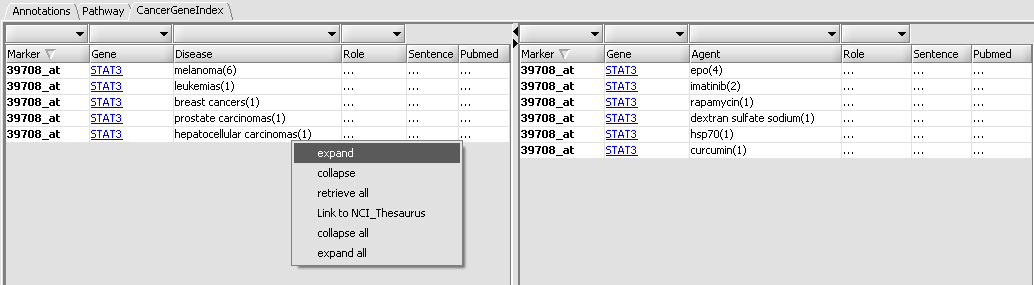 Annotations Pathway CancerGeneIndex
Marker Gene Disease Role Sentence Pubmed
39708_at STAT3 melanoma(6) ... ... ...
39708_at STAT3 leukemias(1) ... ... ...
39708_at STAT3 breast cancers(1) ... ... ...
39708_at STAT3 prostate carcinomas(1) ... ... ...
39708_at STAT3 hepatocellular carcinomas(1) ... ... ...
expand
collapse
retrieve all
Link to NCI_Thesaurus
collapse all
expand all
Marker Gene Agent Role Sentence Pubmed
39708_at STAT3 epo(4) ... ... ...
39708_at STAT3 imatinib(2) ... ... ...
39708_at STAT3 rapamycin(1) ... ... ...
39708_at STAT3 dextran sulfate sodium(1) ... ... ...
39708_at STAT3 hsp70(1) ... ... ...
39708_at STAT3 curcumin(1) ... ... ...